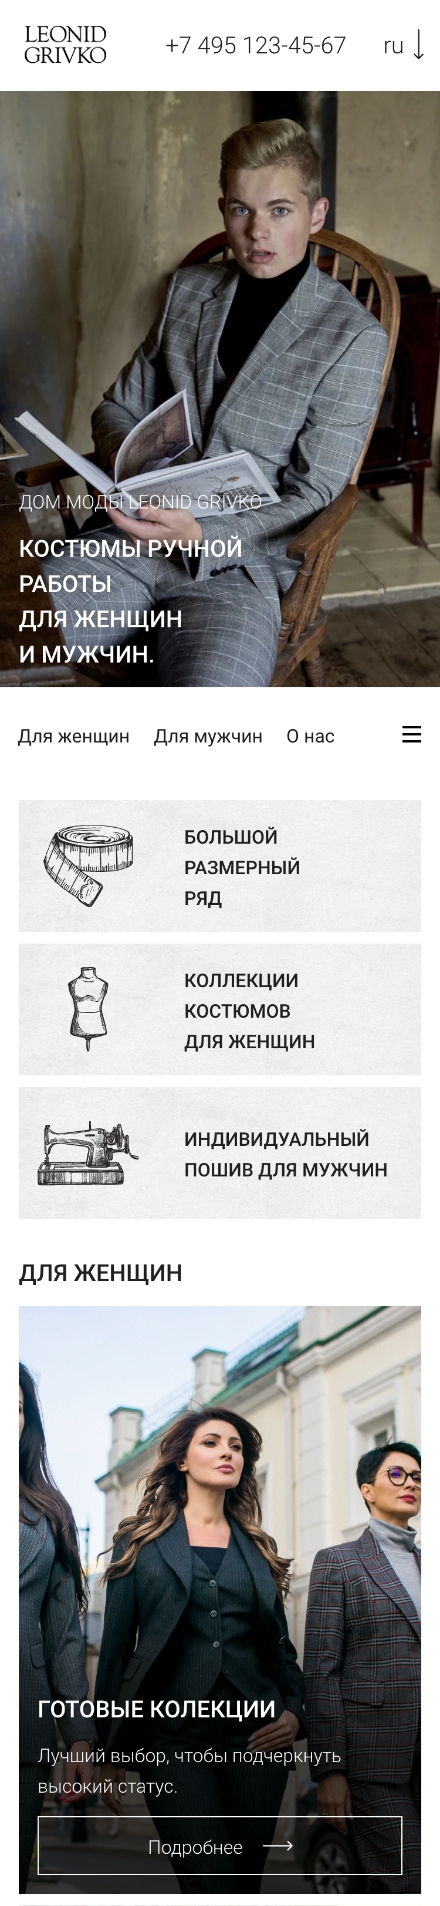 LEONID
GRIVKO
+7 495 123-45-67
ru
ДОМ МОДЫ LEONID GRIVKO
КОСТЮМЫ РУЧНОЙ
РАБОТЫ
ДЛЯ ЖЕНЩИН
И МУЖЧИН.
Для женщин
Для мужчин
О нас
БОЛЬШОЙ
РАЗМЕРНЫЙ
РЯД
КОЛЛЕКЦИИ
КОСТЮМОВ
ДЛЯ ЖЕНЩИН
ИНДИВИДУАЛЬНЫЙ
ПОШИВ ДЛЯ МУЖЧИН
ДЛЯ ЖЕНЩИН
ГОТОВЫЕ КОЛЕКЦИИ
Лучший выбор, чтобы подчеркнуть
высокий статус.
Подробнее